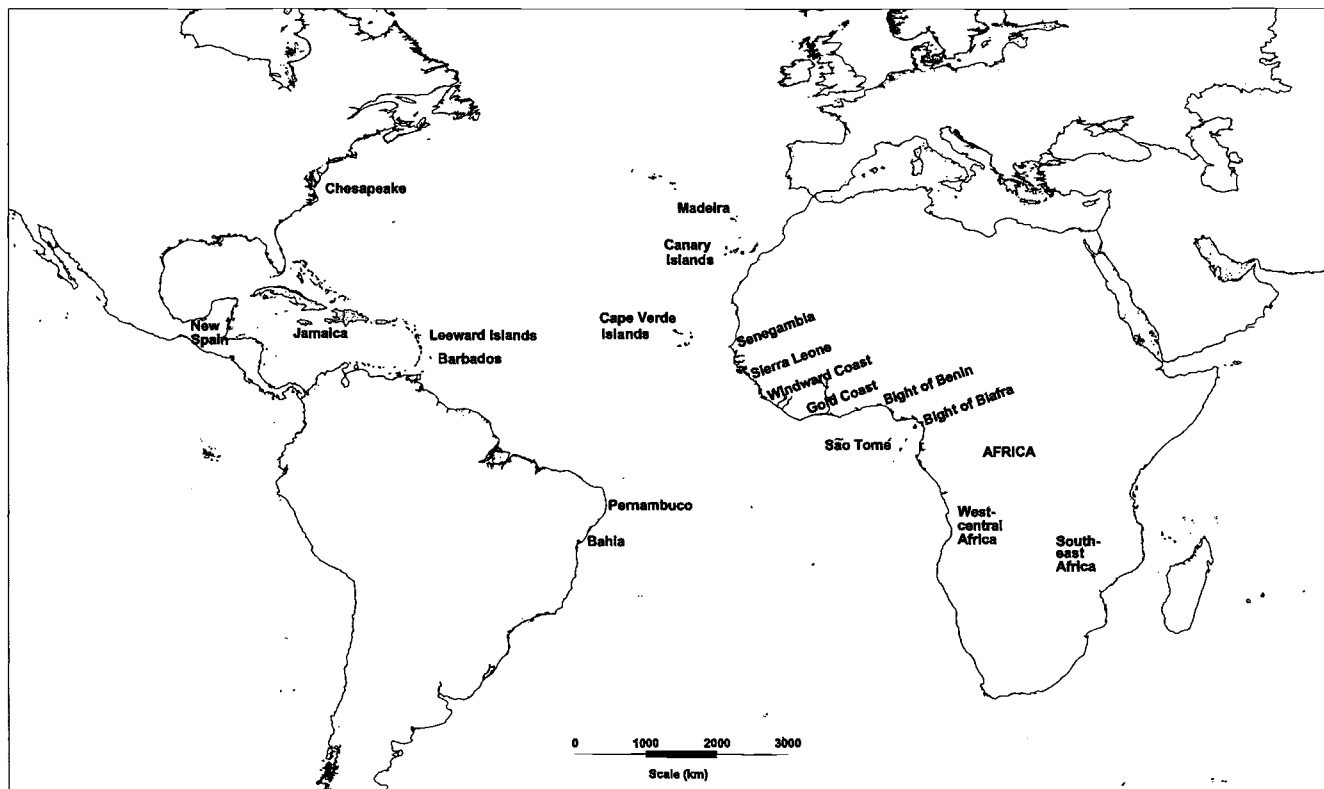 Chesapeake
Madeira
Canary
Islands
New
Spain
Jamaica
Leeward Islands
Barbados
Cape Verde
Islands
Senegambia
Sierra Leone
Windward Coast
Gold Coast
Bight of Benin
Bight of Biafra
São Tomé
AFRICA
Pernambuco
Bahia
West-
central
Africa
South-
east
Africa
0 1000 2000 3000
Scale (km)